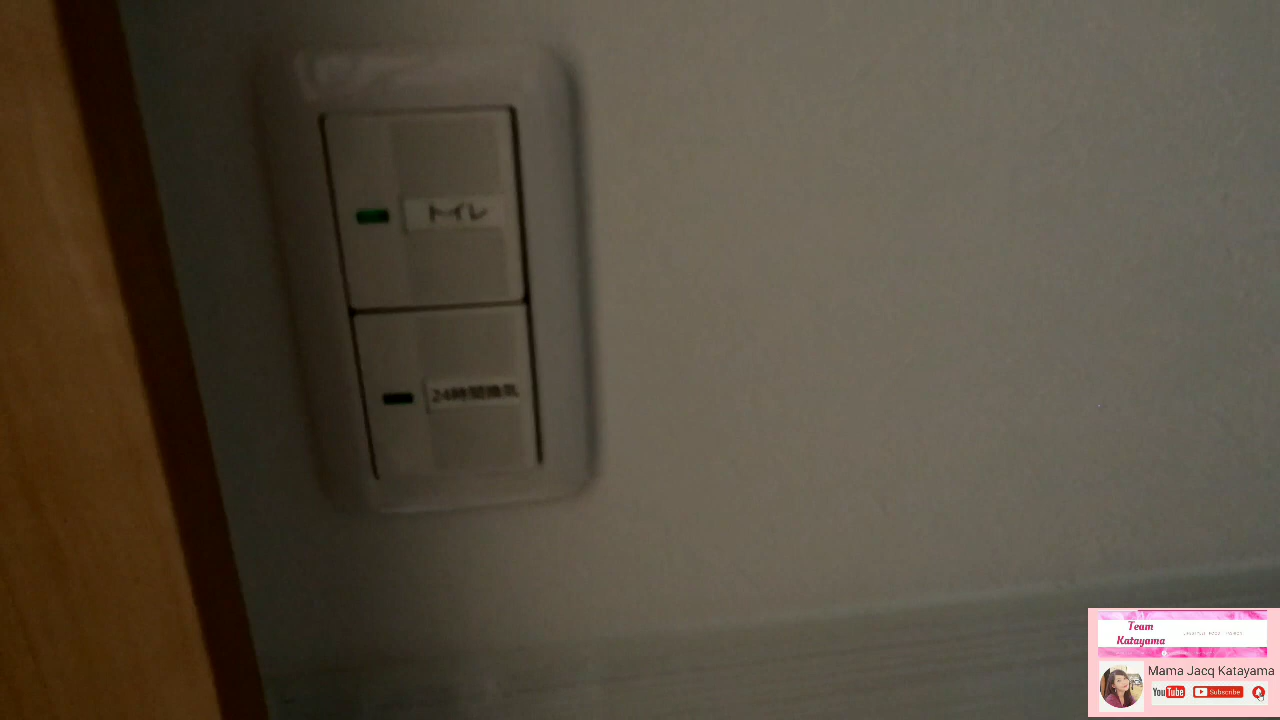 トイレ
24時間換気
Team
Katayama
Mama Jacq Katayama
YouTube
Subscribe